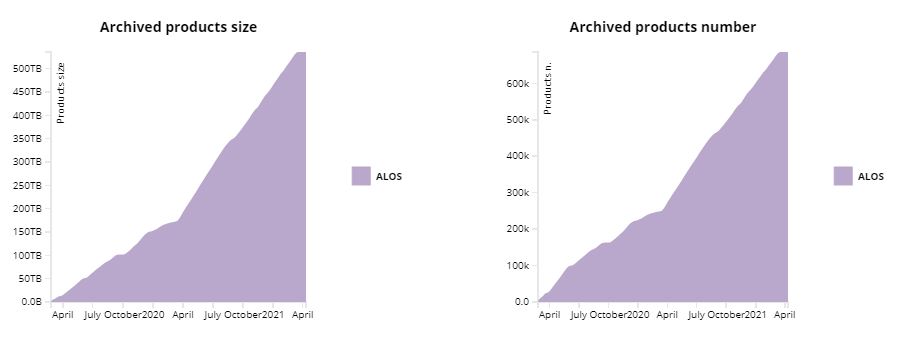 Archived products size
Products size
500TB
450TB
400TB
350TB
300TB
250TB
200TB
150TB
100TB
50TB
0.0B
April July October 2020 April July October 2021 April
ALOS
Archived products number
Products n.
600k
500k
400k
300k
200k
100k
0.0
April July October 2020 April July October 2021 April
ALOS